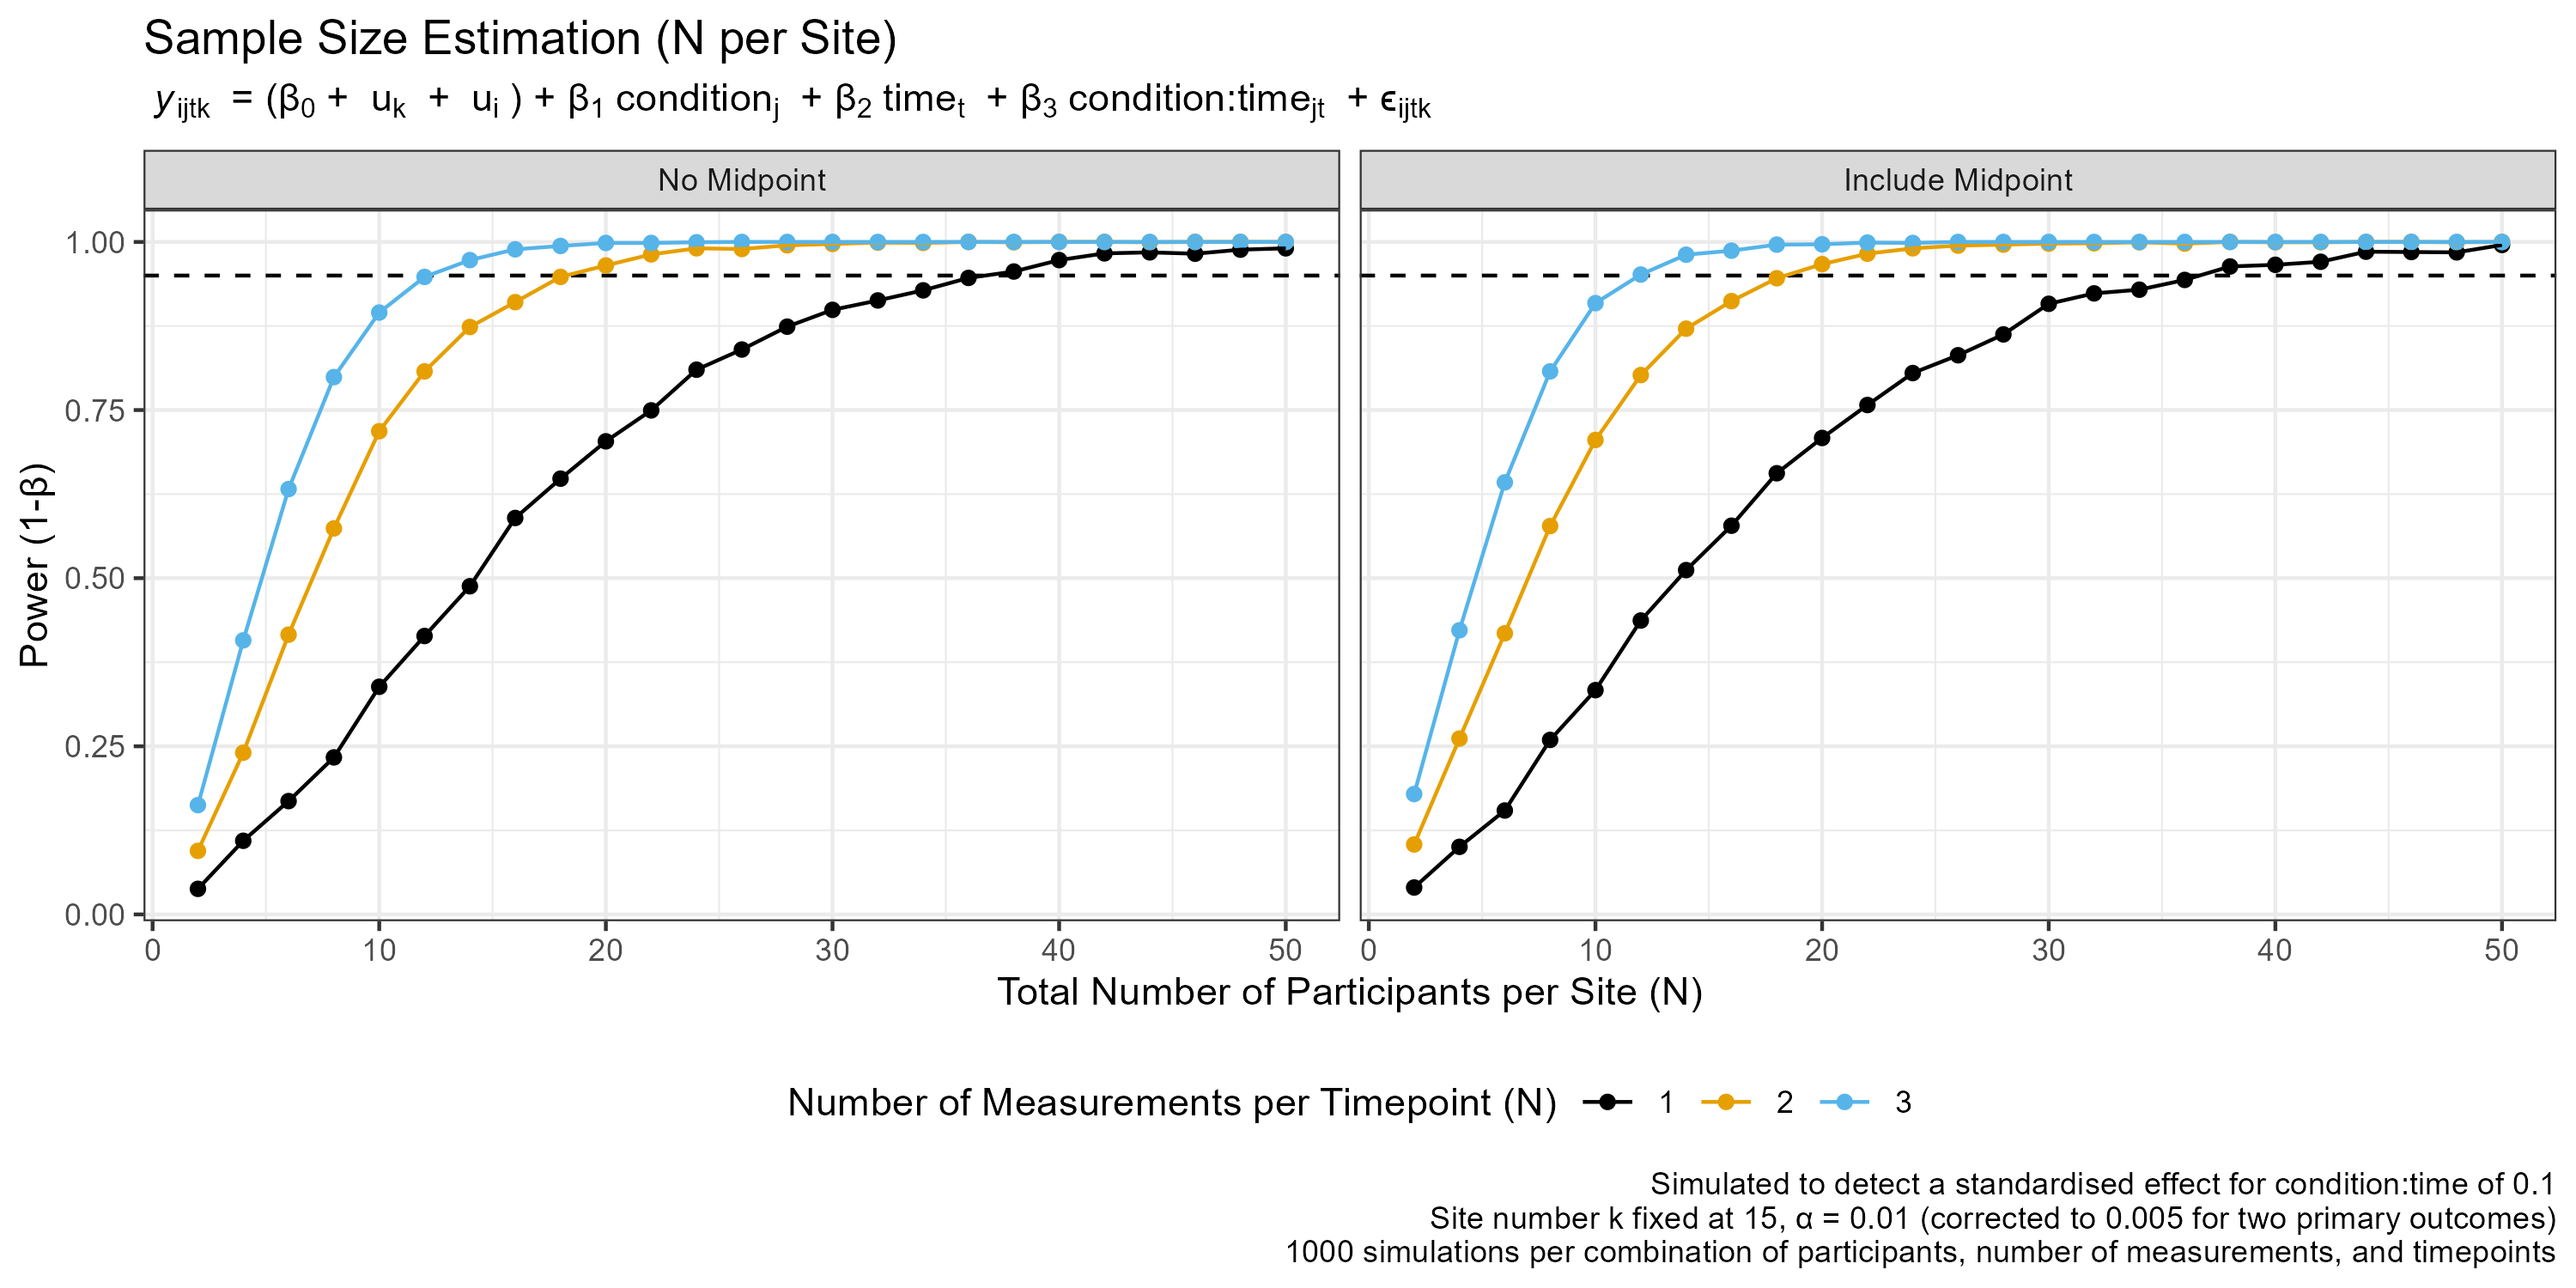 Sample Size Estimation (N per Site)
y ijtk = (β0 + uk + ui ) + β1 conditionj + β2 timet + β3 condition:timejt + ϵijtk
No Midpoint
Include Midpoint
Power (1-β)
1.00
0.75
0.50
0.25
0.00
0 10 20 30 40 50
0 10 20 30 40 50
Total Number of Participants per Site (N)
Number of Measurements per Timepoint (N) 1 2 3
Simulated to detect a standardised effect for condition:time of 0.1
Site number k fixed at 15, α = 0.01 (corrected to 0.005 for two primary outcomes)
1000 simulations per combination of participants, number of measurements, and timepoints